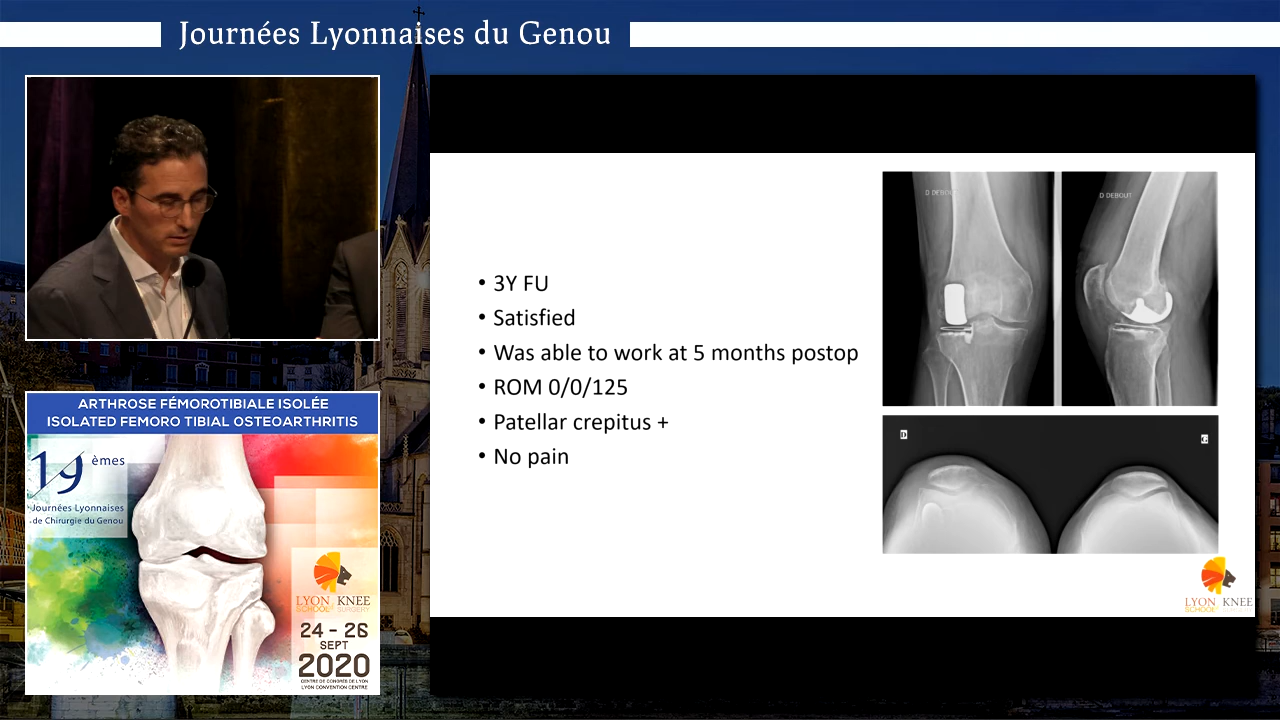 Journées Lyonnaises du Genou
ARTHROSE FÉMOROTIBIALE ISOLÉE
ISOLATED FEMORO TIBIAL OSTEOARTHRITIS
19 èmes
Journées Lyonnaises
de Chirurgie du Genou
LYON KNEE
SCHOOL SURGERY
24 - 26
SEPT
2020
CENTRE DE CONGRÈS DE LYON
LYON CONVENTION CENTRE
• 3Y FU
• Satisfied
• Was able to work at 5 months postop
• ROM 0/0/125
• Patellar crepitus +
• No pain
D DEBOUT
D DEBOUT
D
G
LYON KNEE